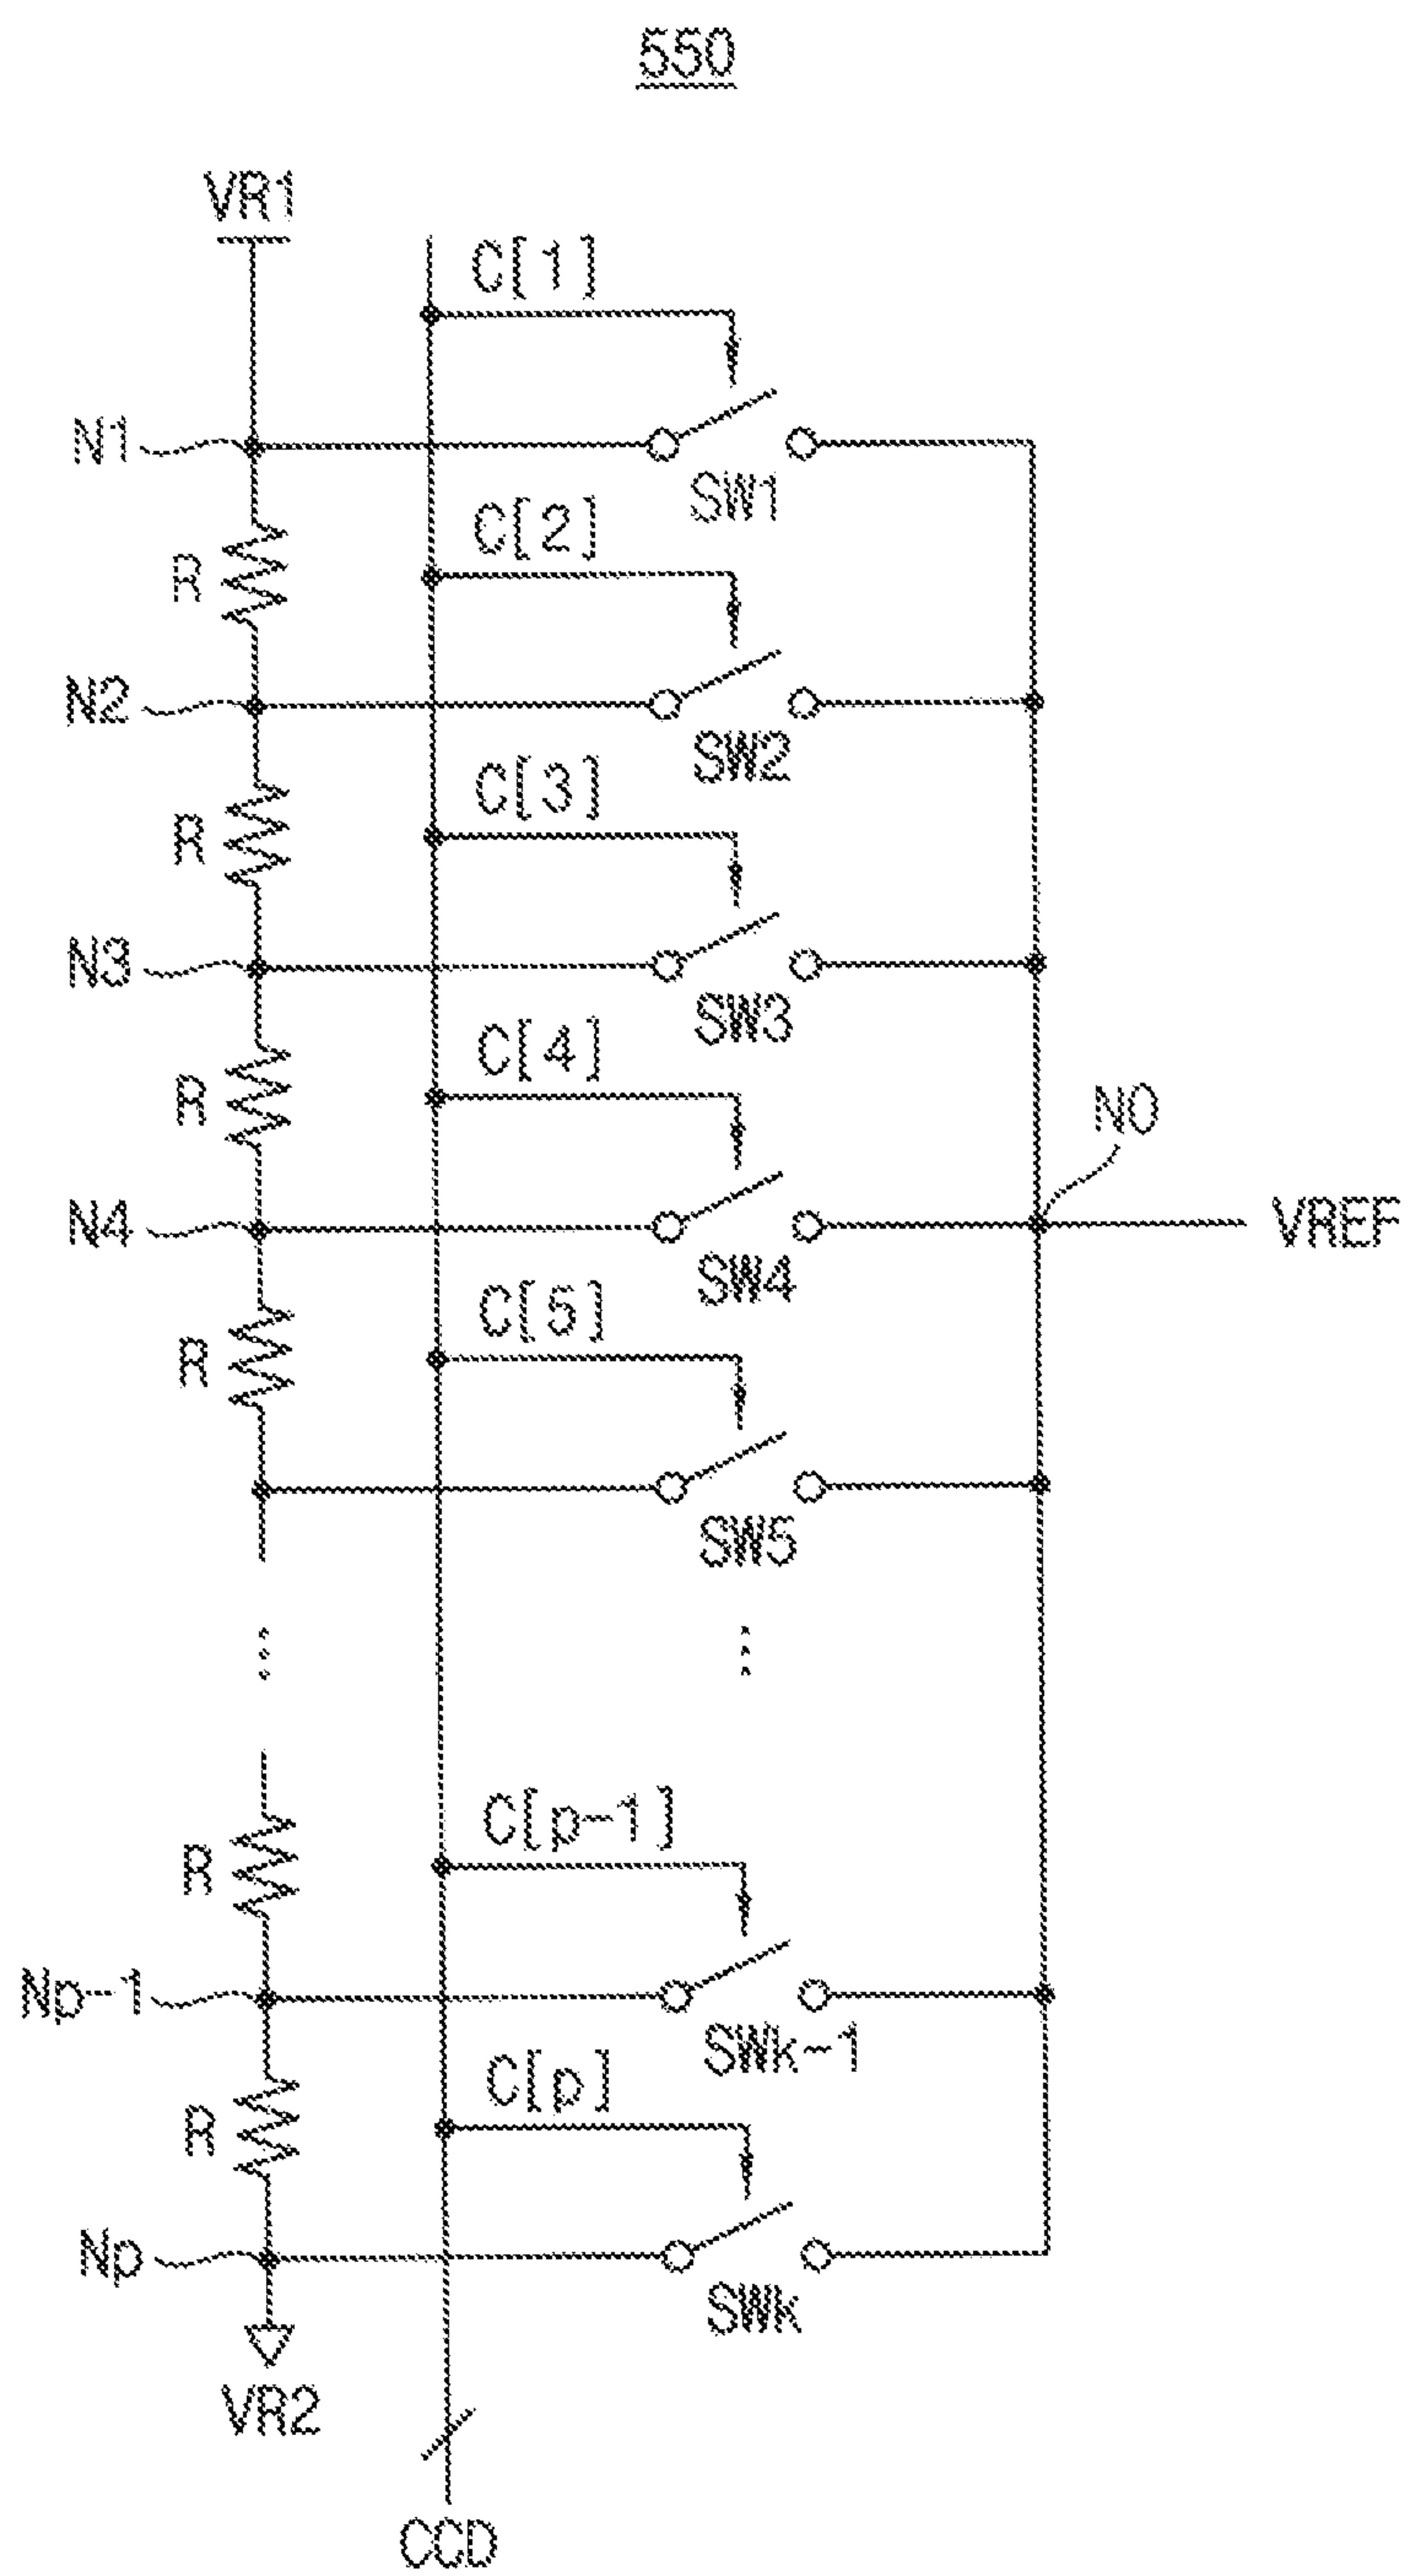 550
VR1
C[1]
N1
SW1
C[2]
R
N2
SW2
C[3]
R
N3
SW3
C[4]
R
NO
N4
VREF
SW4
C[5]
R
SW5
C[p-1]
R
Np-1
SWk-1
C[p]
R
Np
SWk
VR2
CCD